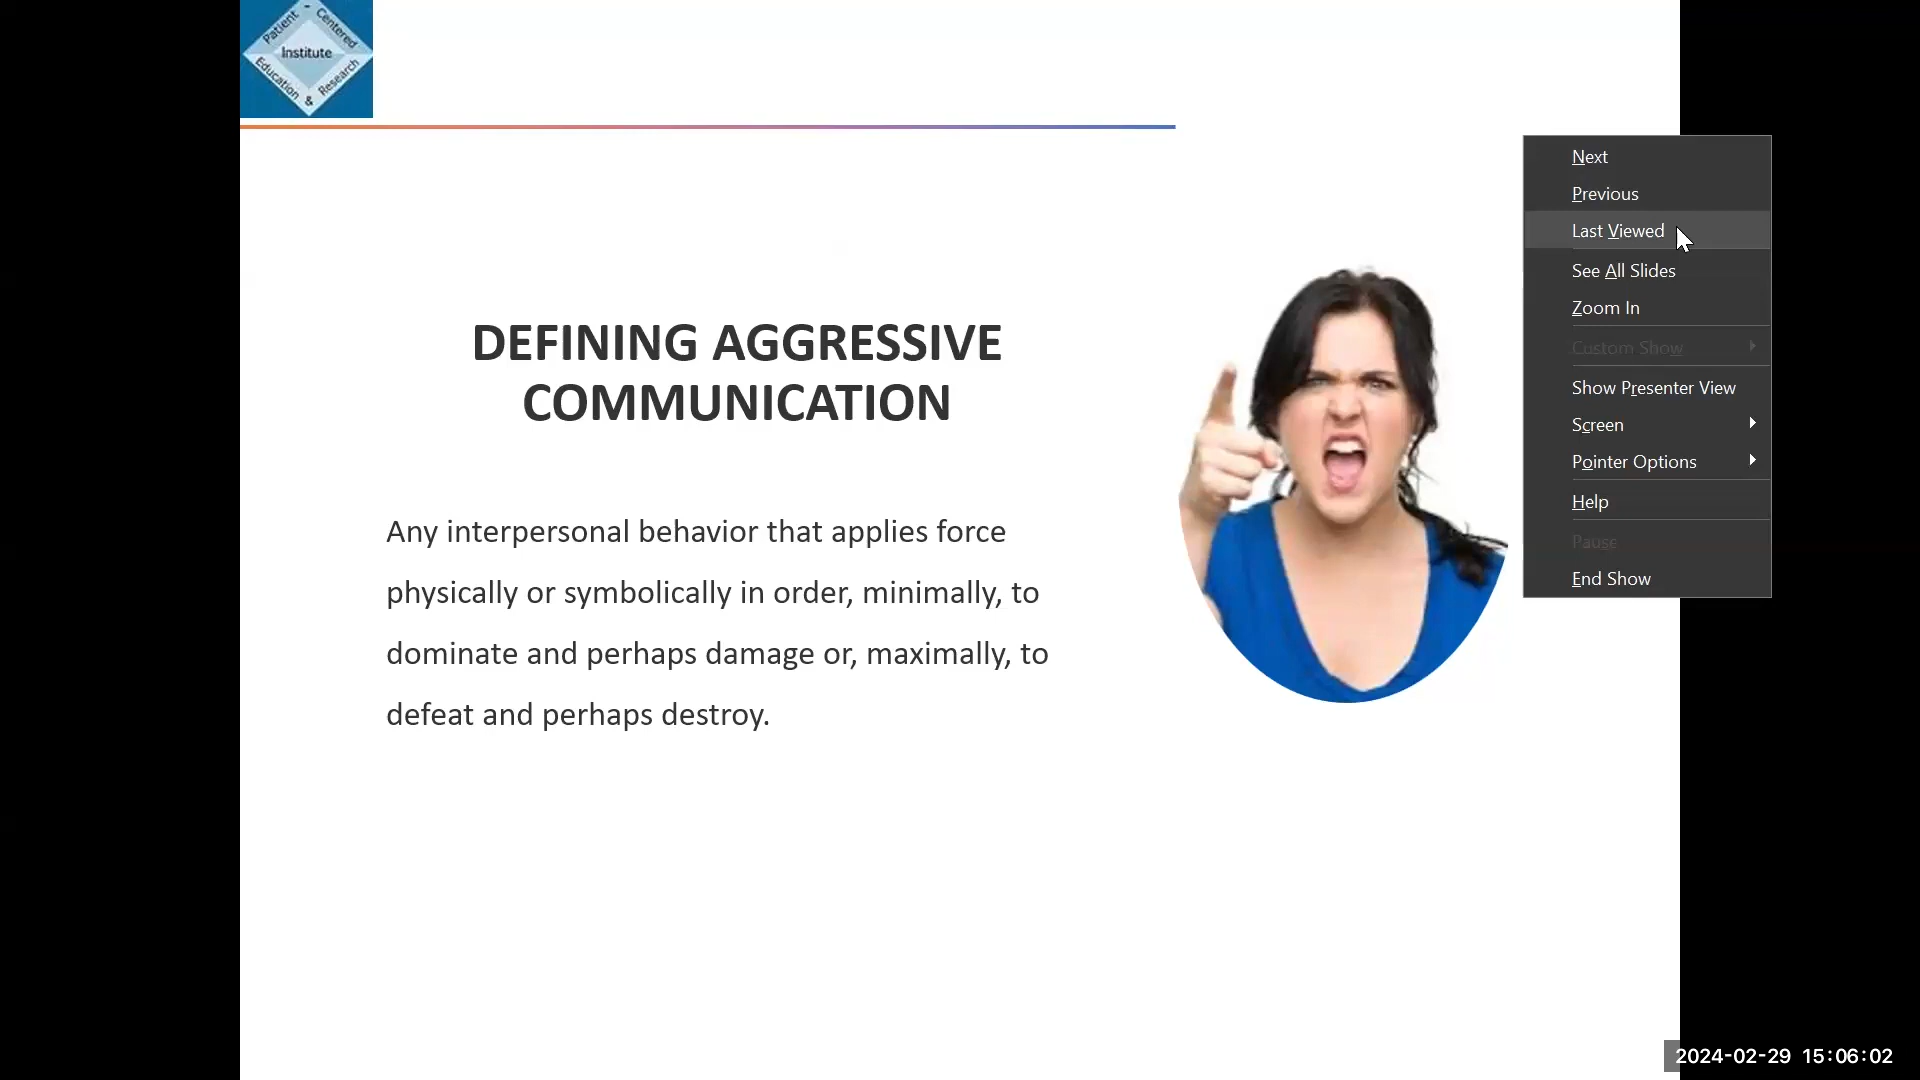 Patient - Centered
Institute
Education & Research
DEFINING AGGRESSIVE
COMMUNICATION
Any interpersonal behavior that applies force
physically or symbolically in order, minimally, to
dominate and perhaps damage or, maximally, to
defeat and perhaps destroy.
Next
Previous
Last Viewed
See All Slides
Zoom In
Custom Show
Show Presenter View
Screen
Pointer Options
Help
Pause
End Show
2024-02-29 15:06:02